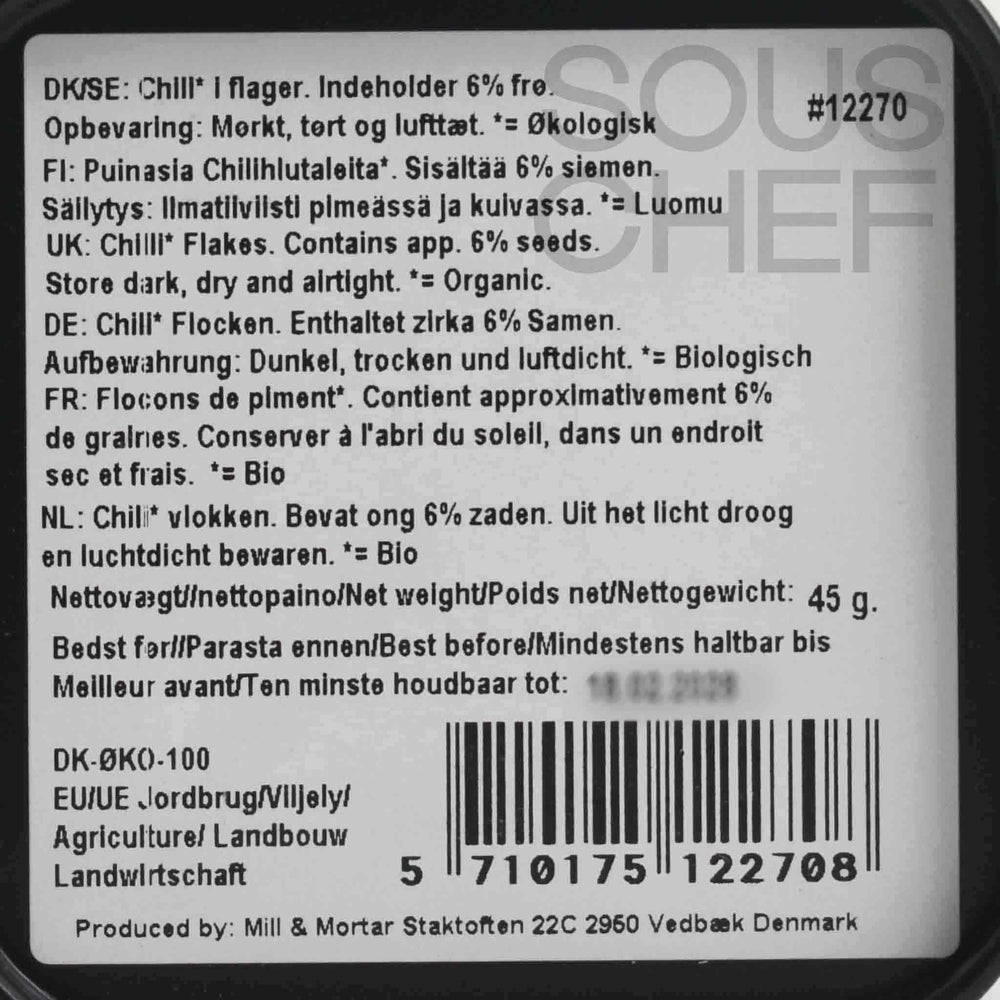 SOUS
CHEF
#12270
DK/SE: Chili* i flager. Indeholder 6% frø.
Opbevaring: Mørkt, tørt og lufttæt. *= Økologisk
FI: Puinasia Chilihiutaleita*. Sisältää 6% siemen.
Säilytys: Ilmatiiviisti pimeässä ja kuivassa. *= Luomu
UK: Chilli* Flakes. Contains app. 6% seeds.
Store dark, dry and airtight. *= Organic.
DE: Chili* Flocken. Enthaltet zirka 6% Samen.
Aufbewahrung: Dunkel, trocken und luftdicht. *= Biologisch
FR: Flocons de piment*. Contient approximativement 6%
de graines. Conserver à l'abri du soleil, dans un endroit
sec et frais. *= Bio
NL: Chili* vlokken. Bevat ong 6% zaden. Uit het licht droog
en luchtdicht bewaren. *= Bio
Nettovægt//nettopaino/Net weight/Poids net/Nettogewicht: 45 g.
Bedst før//Parasta ennen/Best before/Mindestens haltbar bis
Meilleur avant/Ten minste houdbaar tot:
DK-ØKO-100
EU/UE Jordbrug/Viljely/
Agriculture/ Landbouw
Landwirtschaft
5 710175 122708
Produced by: Mill & Mortar Staktoften 22C 2950 Vedbæk Denmark